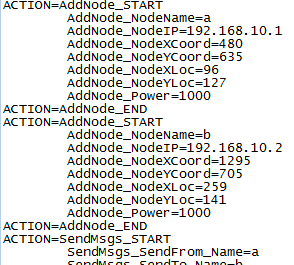 ACTION=AddNode_START
AddNode_NodeName=a
AddNode_NodeIP=192.168.10.1
AddNode_NodeXCoord=480
AddNode_NodeYCoord=635
AddNode_NodeXLoc=96
AddNode_NodeYLoc=127
AddNode_Power=1000
ACTION=AddNode_END
ACTION=AddNode_START
AddNode_NodeName=b
AddNode_NodeIP=192.168.10.2
AddNode_NodeXCoord=1295
AddNode_NodeYCoord=705
AddNode_NodeXLoc=259
AddNode_NodeYLoc=141
AddNode_Power=1000
ACTION=AddNode_END
ACTION=SendMsgs_START
SendMsgs_SendFrom_Name=a
SendMsgs_SendTo_Name=b